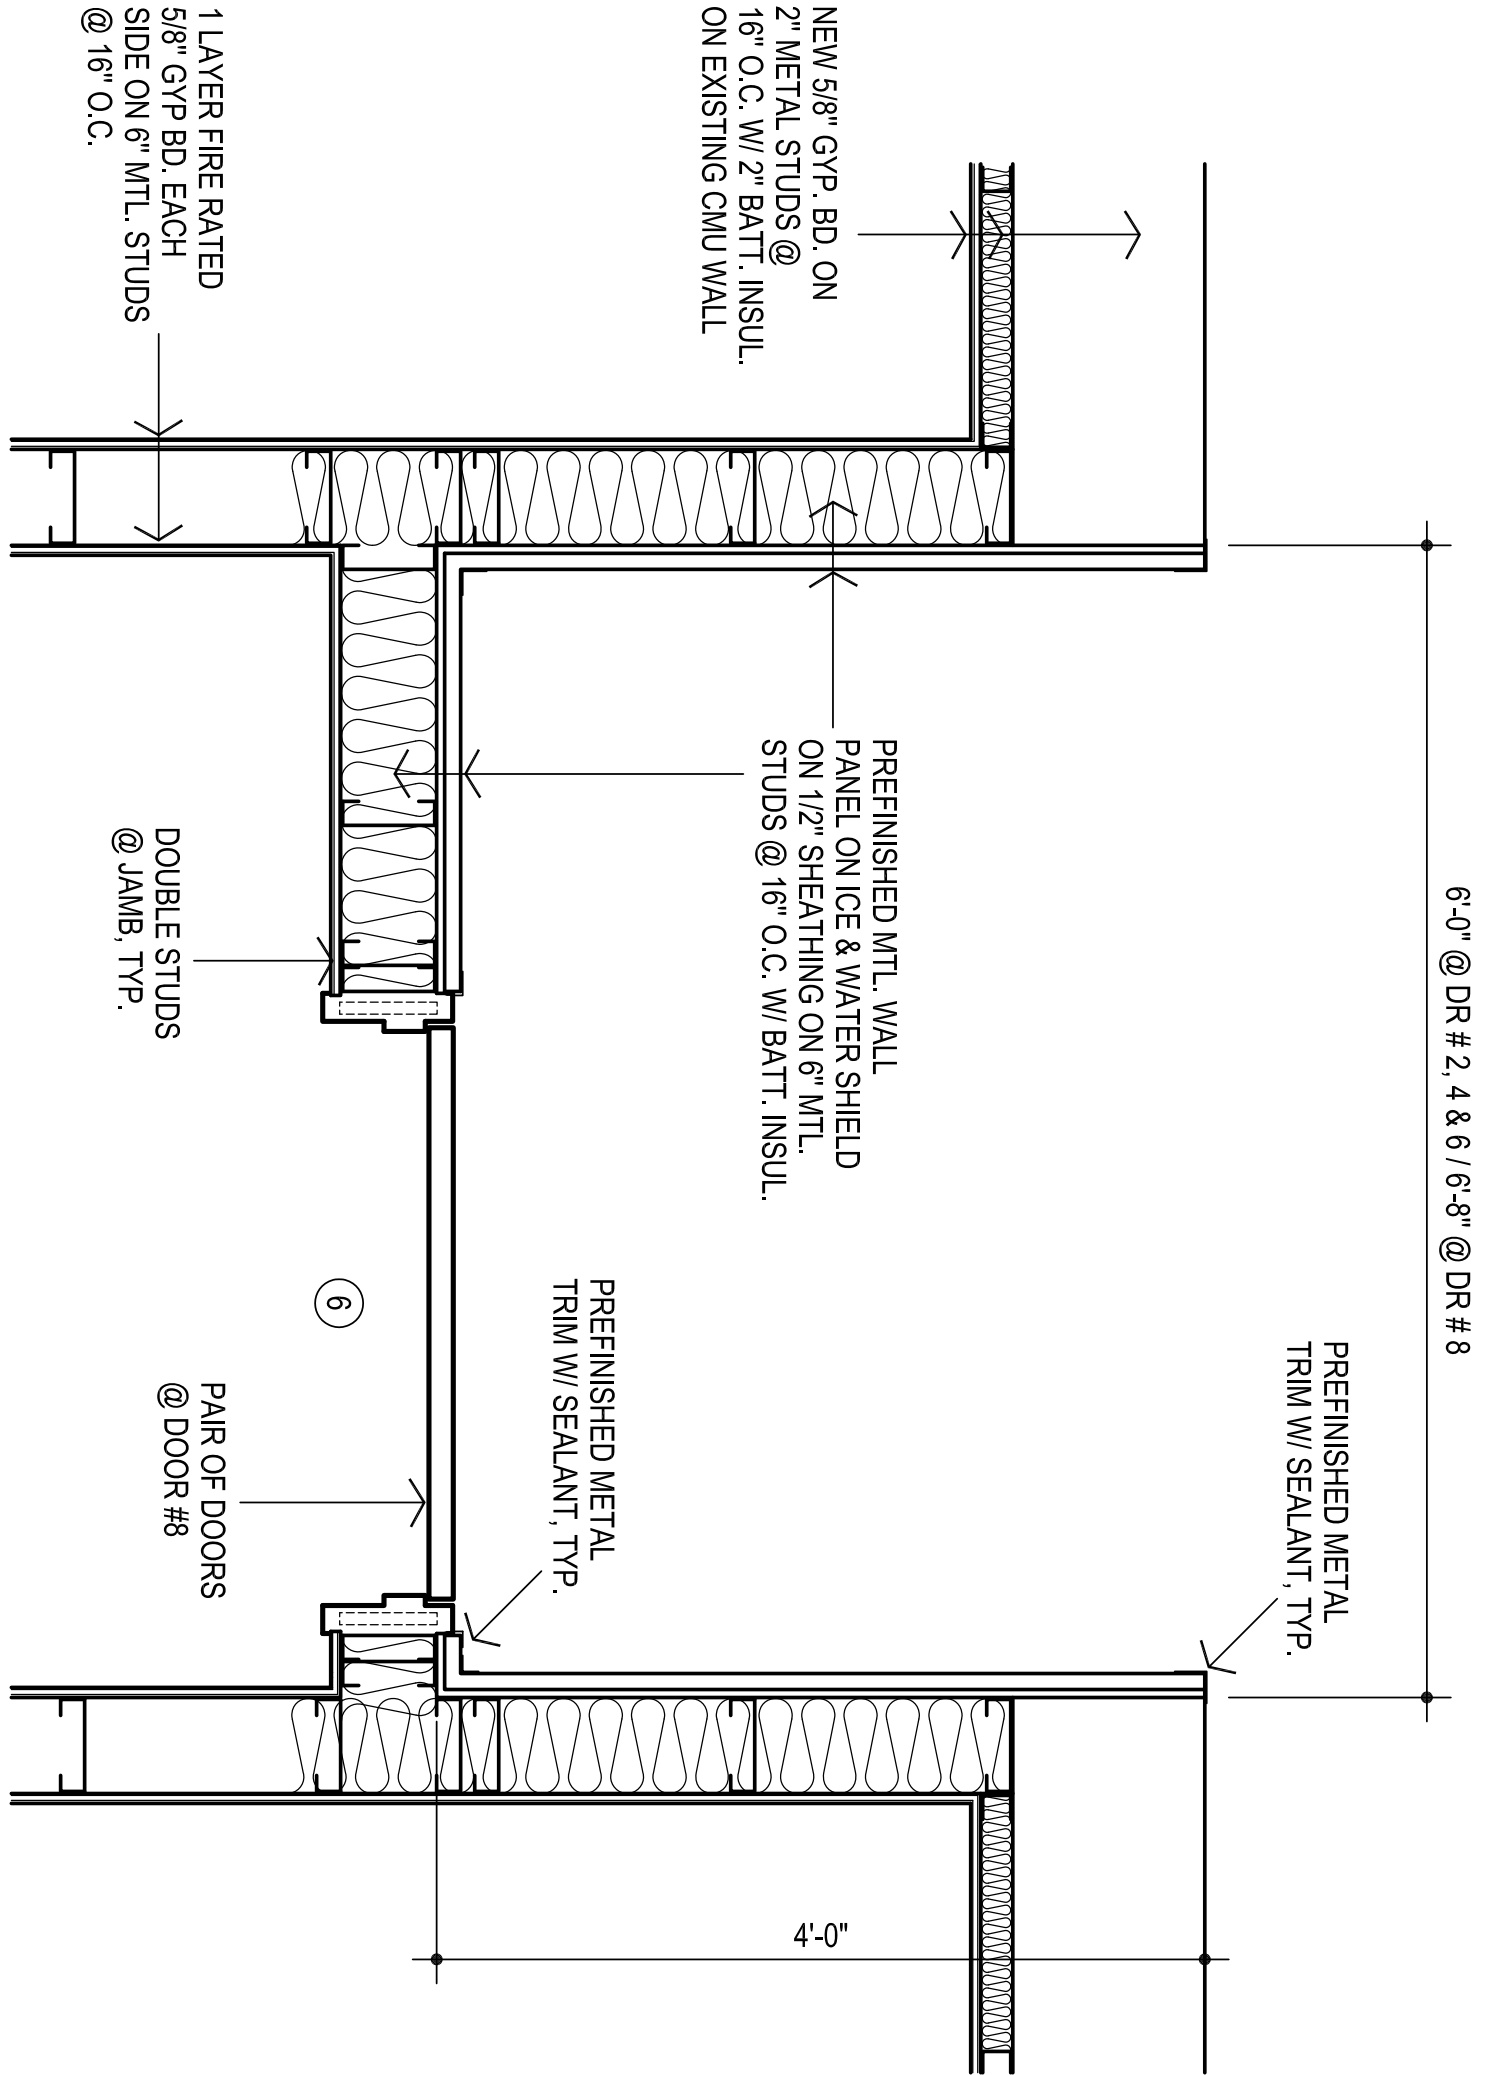 6'-0" @ DR # 2, 4 & 6 / 6'-8" @ DR # 8
PREFINISHED METAL
TRIM W/ SEALANT, TYP.
NEW 5/8" GYP. BD. ON
2" METAL STUDS @
16" O.C. W/ 2" BATT. INSUL.
ON EXISTING CMU WALL
PREFINISHED MTL. WALL
PANEL ON ICE & WATER SHIELD
ON 1/2" SHEATHING ON 6" MTL.
STUDS @ 16" O.C. W/ BATT. INSUL.
4'-0"
PREFINISHED METAL
TRIM W/ SEALANT, TYP.
6
1 LAYER FIRE RATED
5/8" GYP BD. EACH
SIDE ON 6" MTL. STUDS
@ 16" O.C.
DOUBLE STUDS
@ JAMB, TYP.
PAIR OF DOORS
@ DOOR #8